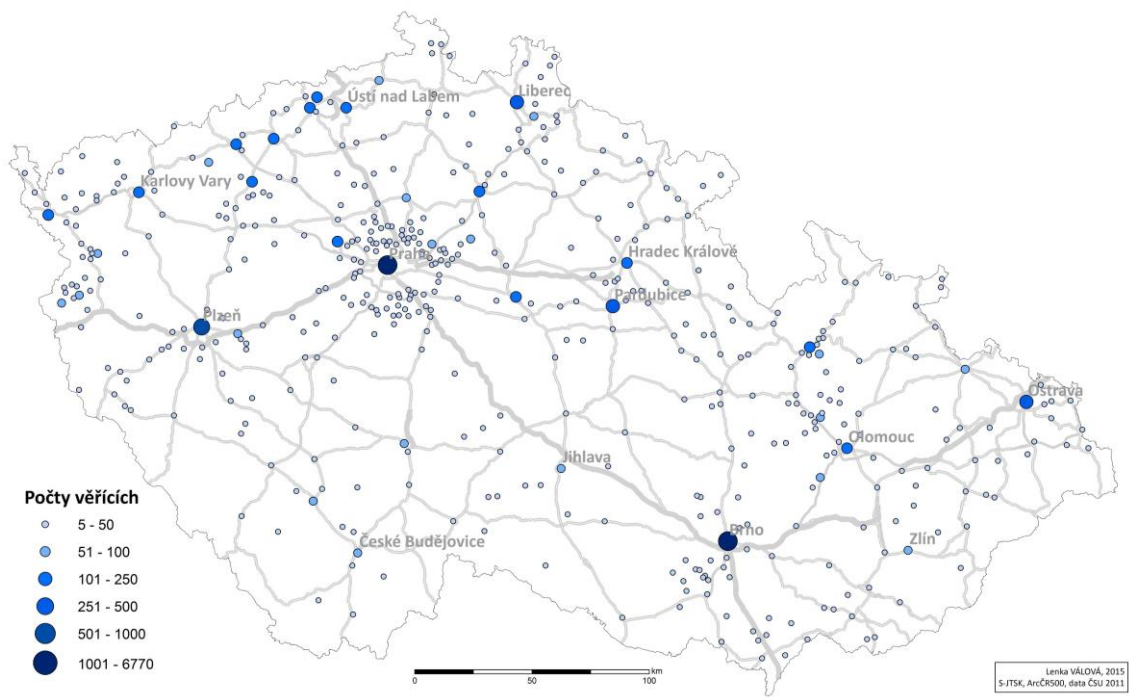 Ústí nad Labem
Liberec
Karlovy Vary
Praha
Hradec Králové
Pardubice
Plzeň
Ostrava
Olomouc
Jihlava
Brno
České Budějovice
Zlín
Počty věřících
5 - 50
51 - 100
101 - 250
251 - 500
501 - 1000
1001 - 6770
km
0 50 100
Lenka VÁLOVÁ, 2015
S-JTSK, ArcČR500, data ČSU 2011